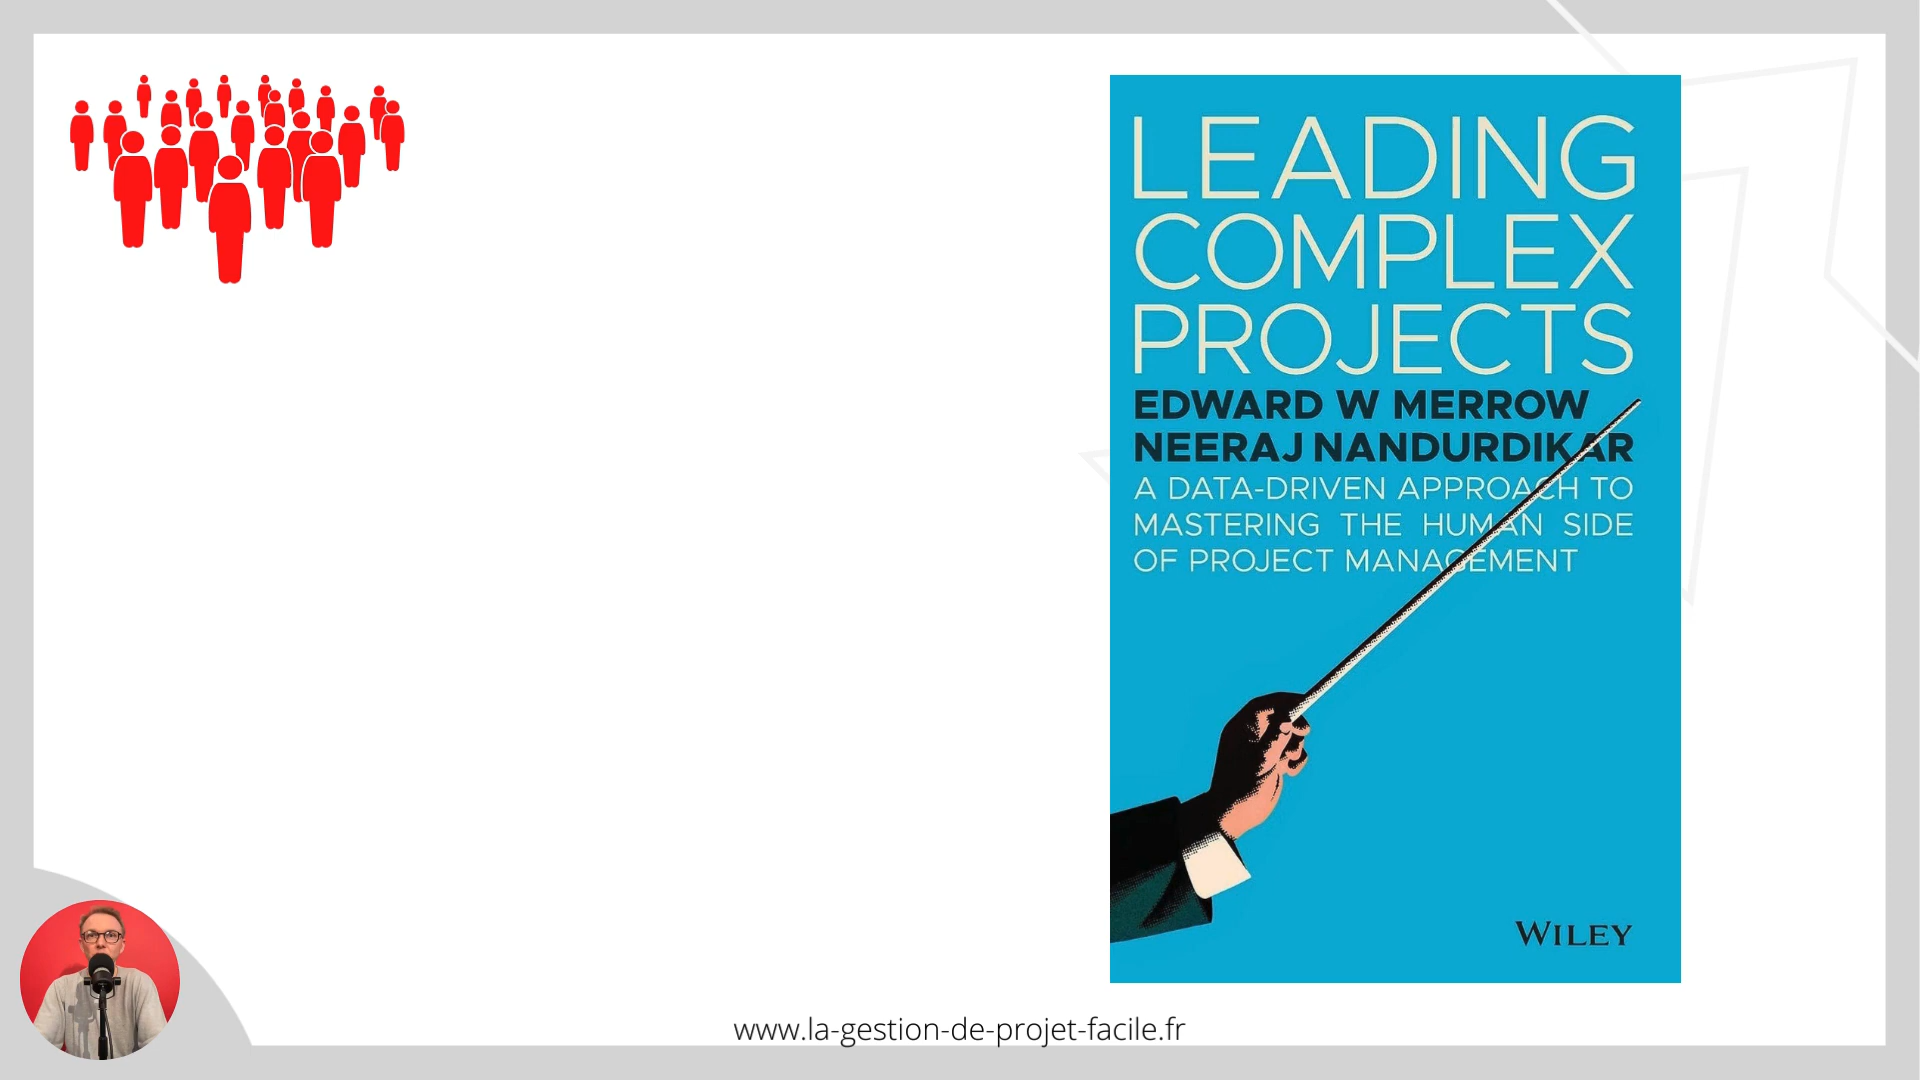 LEADING
COMPLEX
PROJECTS
EDWARD W MERROW
NEERAJ NANDURDIKAR
A DATA-DRIVEN APPROACH TO
MASTERING THE HUMAN SIDE
OF PROJECT MANAGEMENT
WILEY
www.la-gestion-de-projet-facile.fr